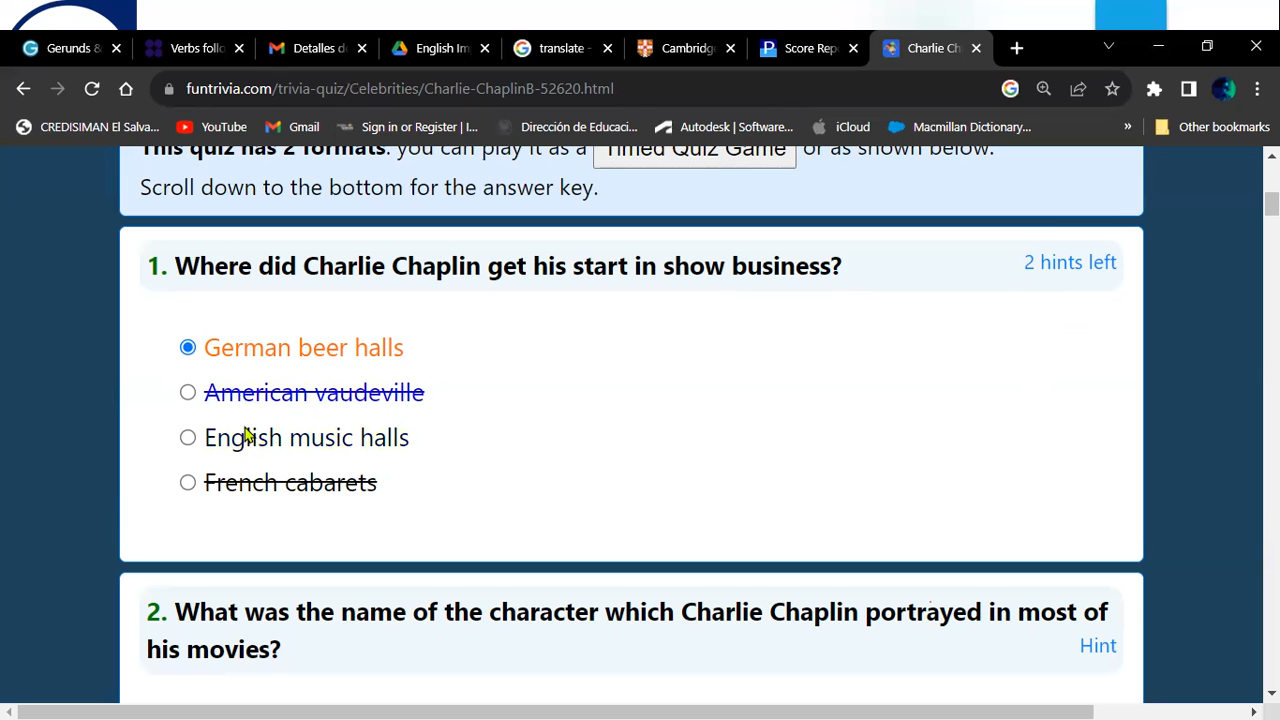 Gerunds &
Verbs follo
Detalles d
English Im
translate -
Cambridg
Score Rep
Charlie Ch
funtrivia.com/trivia-quiz/Celebrities/Charlie-ChaplinB-52620.html
CREDISIMAN El Salva...
YouTube
Gmail
Sign in or Register | I...
Dirección de Educaci...
Autodesk | Software...
iCloud
Macmillan Dictionary...
»
Other bookmarks
This quiz has 2 formats: you can play it as a Timed Quiz Game or as shown below.
Scroll down to the bottom for the answer key.
1. Where did Charlie Chaplin get his start in show business?
2 hints left
German beer halls
American vaudeville
English music halls
French cabarets
2. What was the name of the character which Charlie Chaplin portrayed in most of
his movies?
Hint